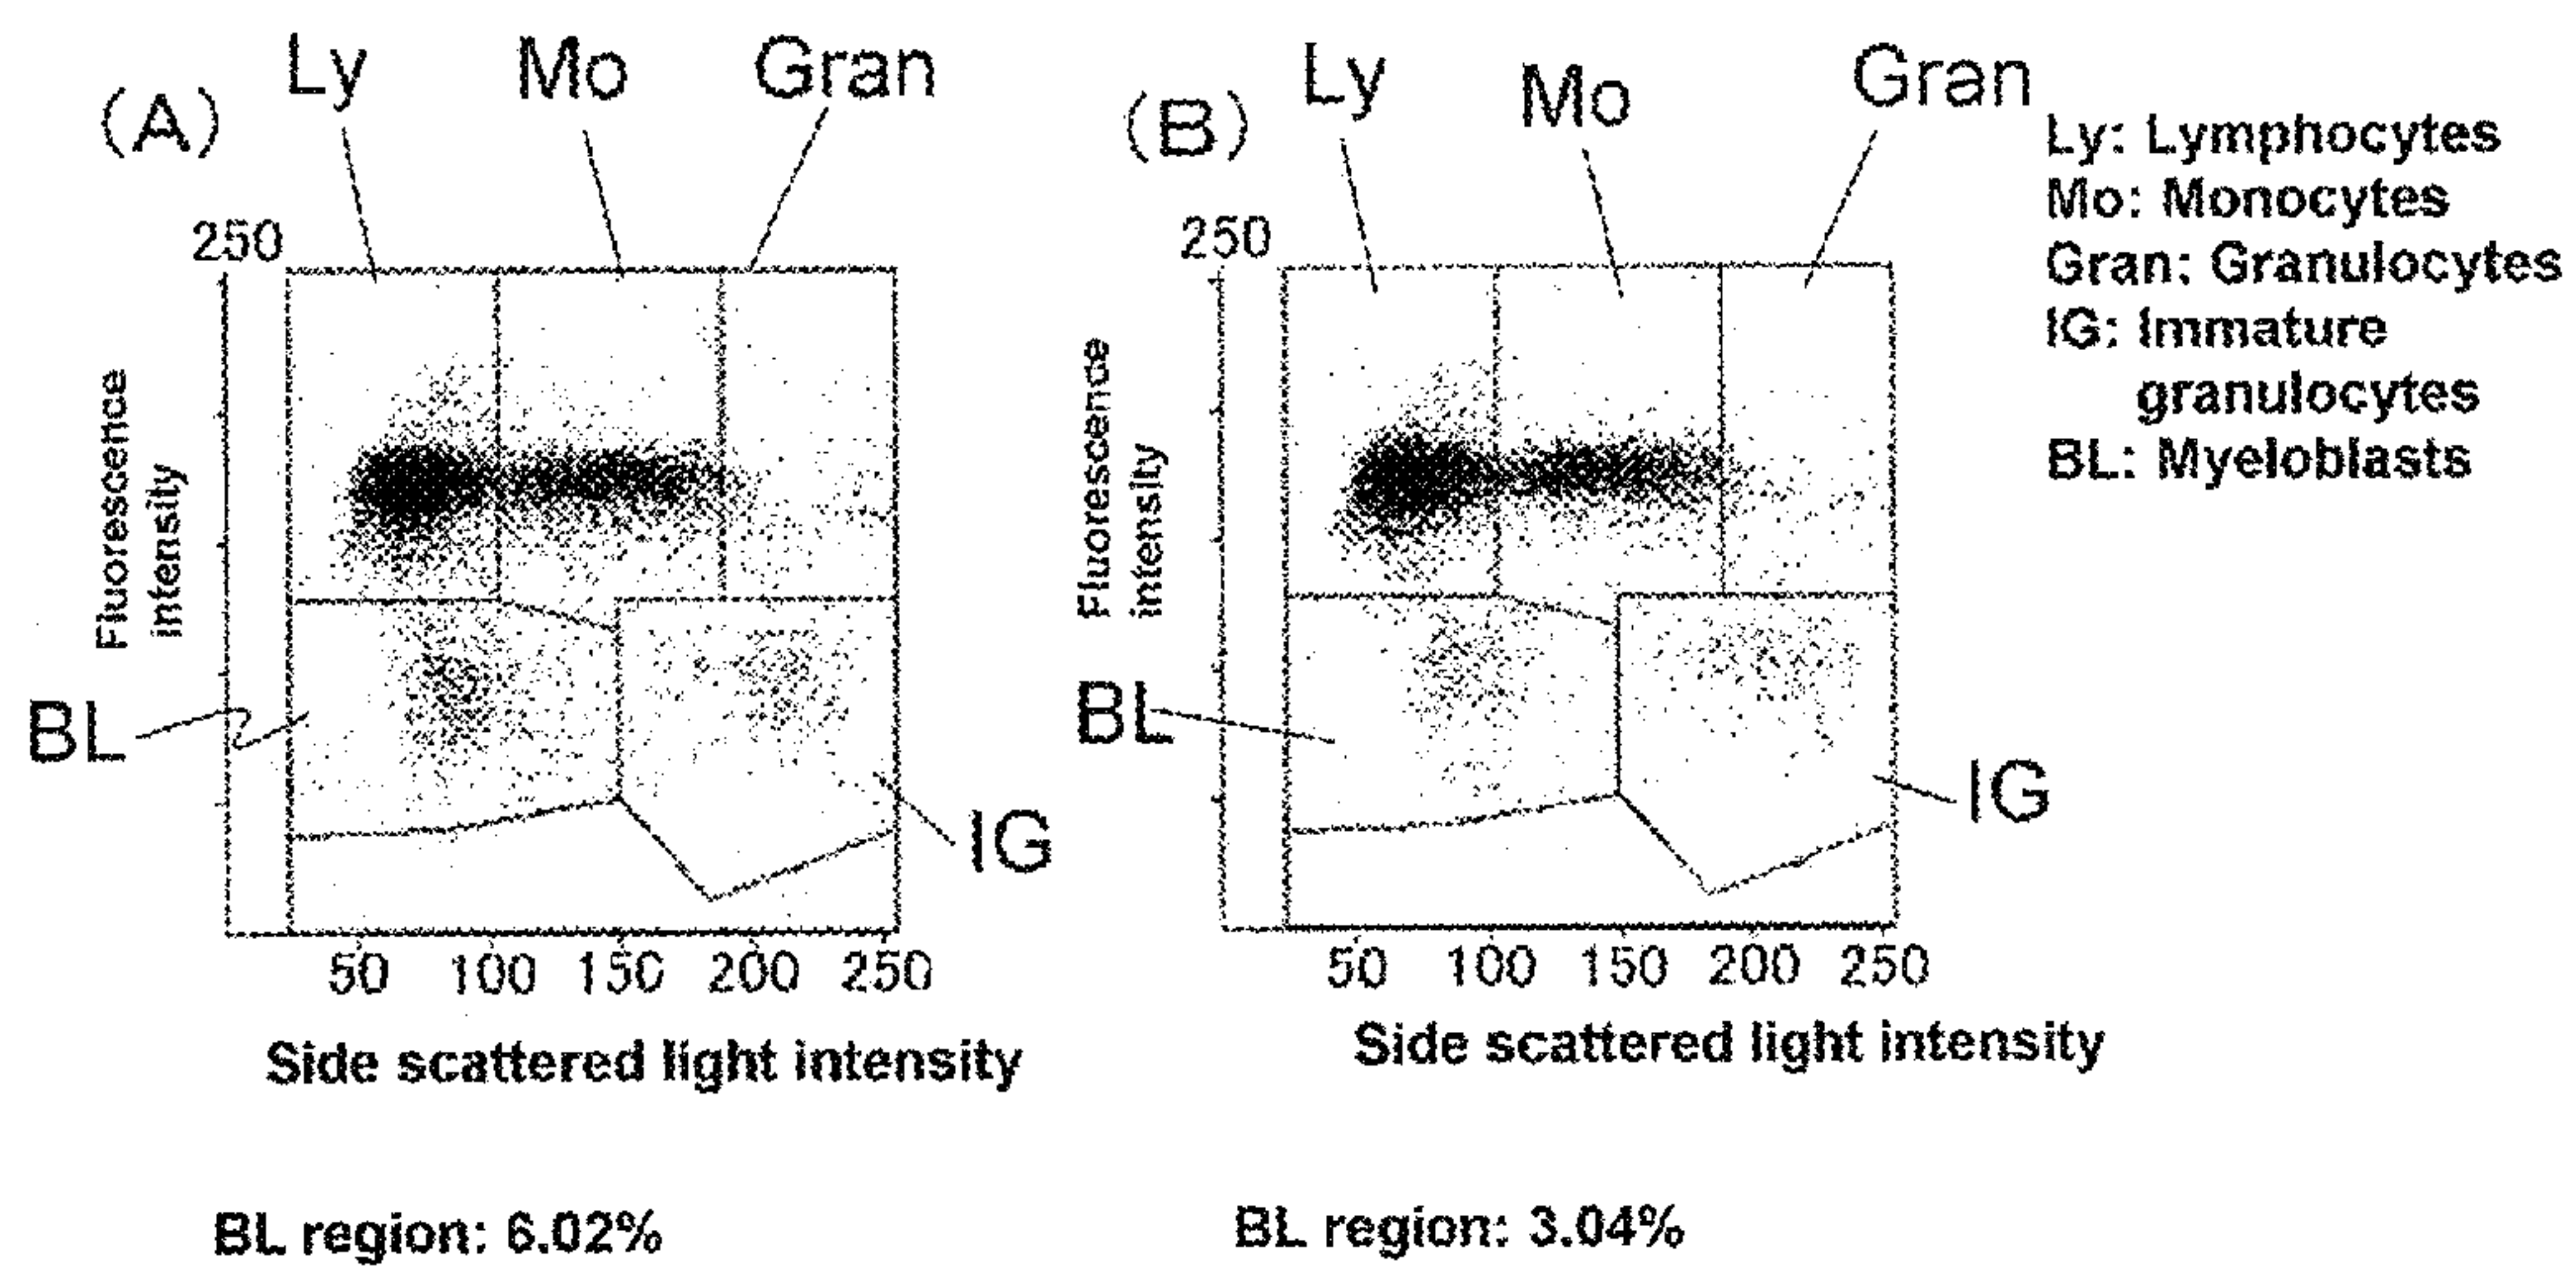 (A)
Ly
Mo
Gran
250
Fluorescence
intensity
BL
IG
50 100 150 200 250
Side scattered light intensity
BL region: 6.02%
(B)
Ly
Mo
Gran
250
Fluorescence
intensity
BL
IG
50 100 150 200 250
Side scattered light intensity
BL region: 3.04%
Ly: Lymphocytes
Mo: Monocytes
Gran: Granulocytes
IG: Immature
granulocytes
BL: Myeloblasts